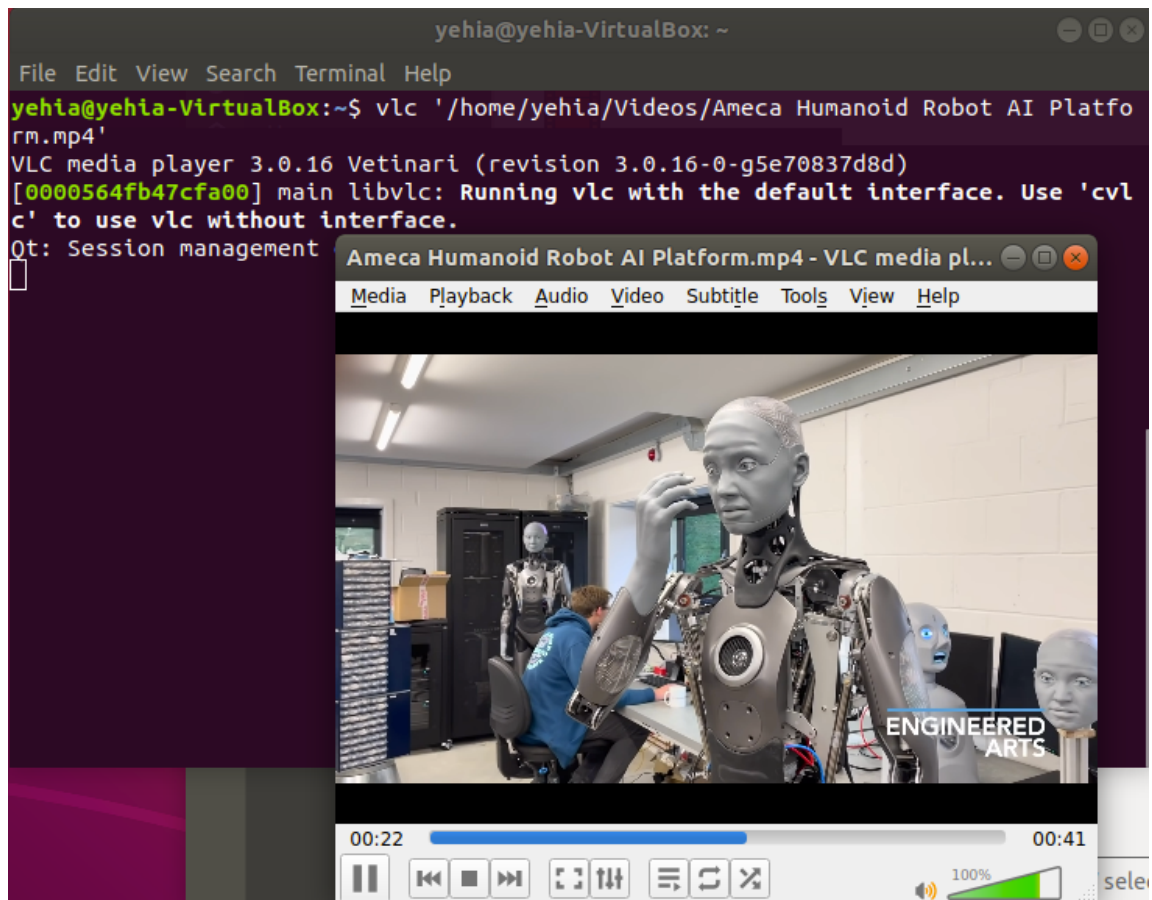 yehia@yehia-VirtualBox: ~
File Edit View Search Terminal Help
yehia@yehia-VirtualBox:~$ vlc '/home/yehia/Videos/Ameca Humanoid Robot AI Platfo
rm.mp4'
VLC media player 3.0.16 Vetinari (revision 3.0.16-0-g5e70837d8d)
[0000564fb47cfa00] main libvlc: Running vlc with the default interface. Use 'cvl
c' to use vlc without interface.
Qt: Session management
Ameca Humanoid Robot AI Platform.mp4 - VLC media pl...
Media Playback Audio Video Subtitle Tools View Help
ENGINEERED
ARTS
00:22 00:41
100%